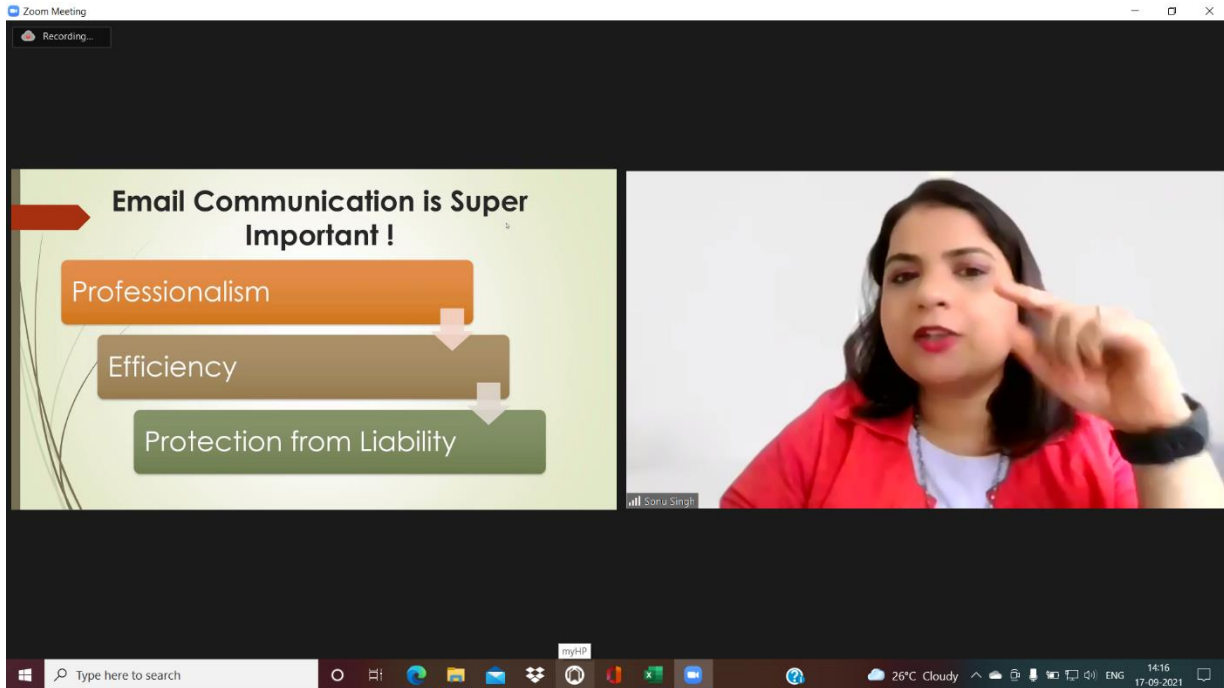 Zoom Meeting
Recording...
Email Communication is Super
Important !
Professionalism
Efficiency
Protection from Liability
Sonu Singh
myHP
Type here to search
26°C Cloudy
ENG
14:16
17-09-2021